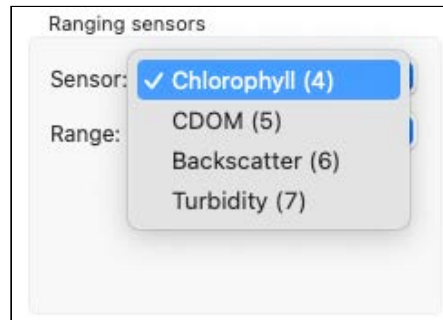 Ranging sensors
Sensor: ✓ Chlorophyll (4)
CDOM (5)
Range:
Backscatter (6)
Turbidity (7)